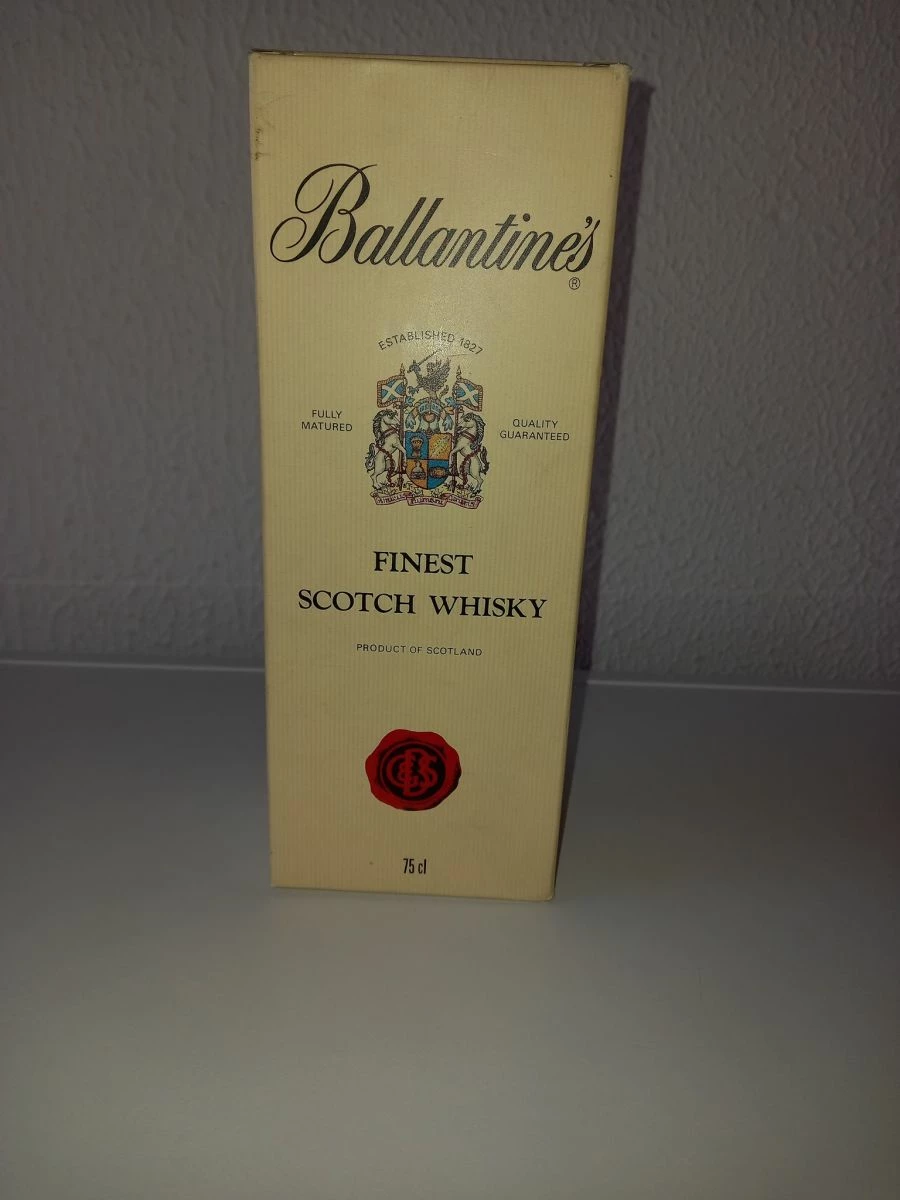 Ballantine's
®
ESTABLISHED 1827
FULLY
MATURED
QUALITY
GUARANTEED
FINEST
SCOTCH WHISKY
PRODUCT OF SCOTLAND
75 cl